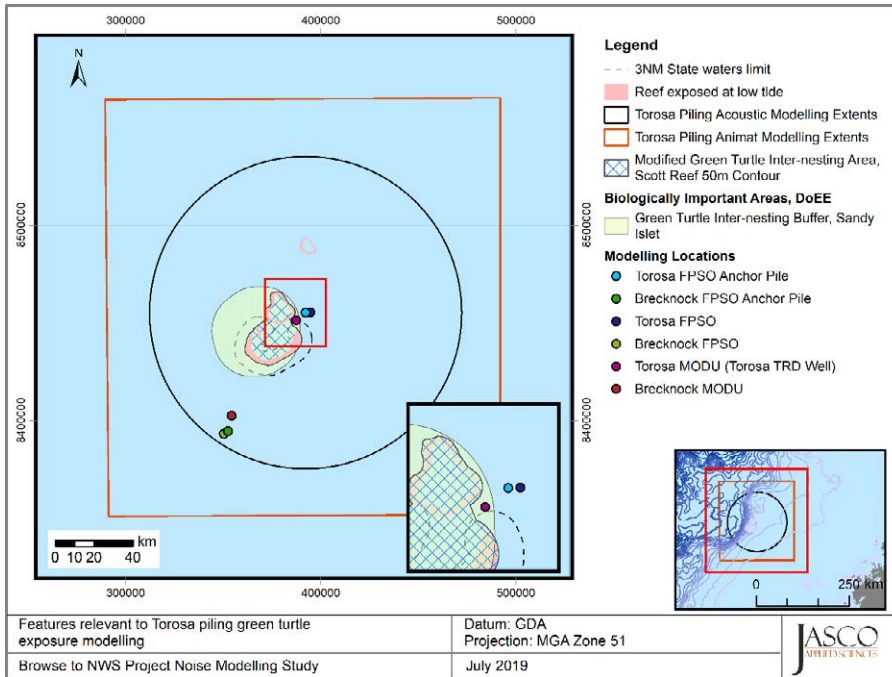 300000
400000
500000
N
8500000
8400000
8500000
8400000
km
0 10 20 40
300000
400000
500000
Legend
3NM State waters limit
Reef exposed at low tide
Torosa Piling Acoustic Modelling Extents
Torosa Piling Animat Modelling Extents
Modified Green Turtle Inter-nesting Area,
Scott Reef 50m Contour
Biologically Important Areas, DoEE
Green Turtle Inter-nesting Buffer, Sandy
Islet
Modelling Locations
Torosa FPSO Anchor Pile
Brecknock FPSO Anchor Pile
Torosa FPSO
Brecknock FPSO
Torosa MODU (Torosa TRD Well)
Brecknock MODU
0 250 km
Features relevant to Torosa piling green turtle
exposure modelling
Datum: GDA
Projection: MGA Zone 51
Browse to NWS Project Noise Modelling Study
July 2019
JASCO
APPLIED SCIENCES